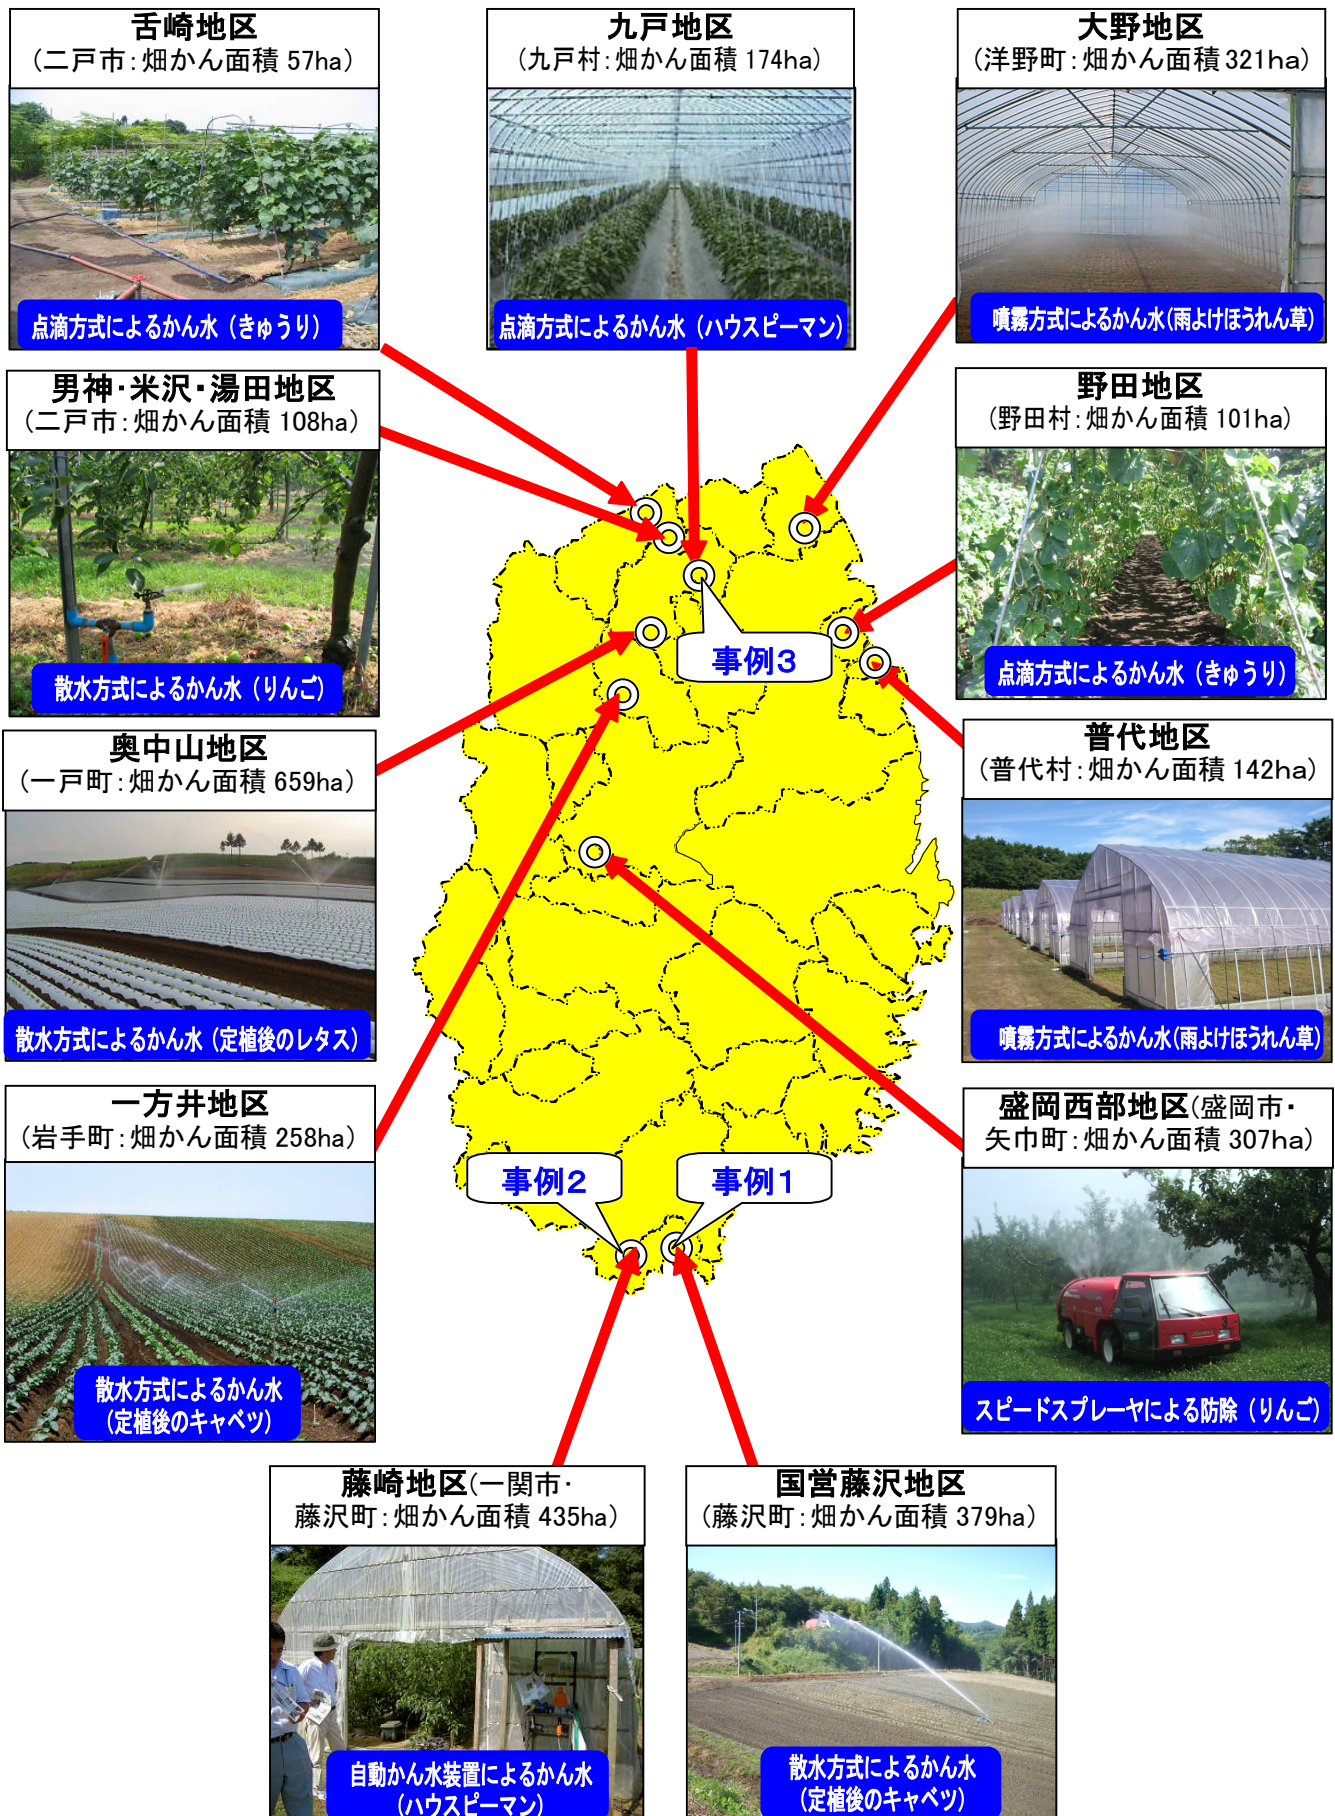 舌崎地区
(二戸市:畑かん面積 57ha)
点滴方式によるかん水(きゅうり)
九戸地区
(九戸村:畑かん面積 174ha)
点滴方式によるかん水(ハウスピーマン)
大野地区
(洋野町:畑かん面積 321ha)
噴霧方式によるかん水(雨よけほうれん草)
男神・米沢・湯田地区
(二戸市:畑かん面積 108ha)
散水方式によるかん水(りんご)
野田地区
(野田村:畑かん面積 101ha)
点滴方式によるかん水(きゅうり)
事例3
奥中山地区
(一戸町:畑かん面積 659ha)
散水方式によるかん水(定植後のレタス)
普代地区
(普代村:畑かん面積 142ha)
噴霧方式によるかん水(雨よけほうれん草)
一方井地区
(岩手町:畑かん面積 258ha)
散水方式によるかん水
(定植後のキャベツ)
盛岡西部地区(盛岡市・
矢巾町:畑かん面積 307ha)
スピードスプレーヤによる防除(りんご)
事例2
事例1
藤崎地区(一関市・
藤沢町:畑かん面積 435ha)
自動かん水装置によるかん水
(ハウスピーマン)
国営藤沢地区
(藤沢町:畑かん面積 379ha)
散水方式によるかん水
(定植後のキャベツ)